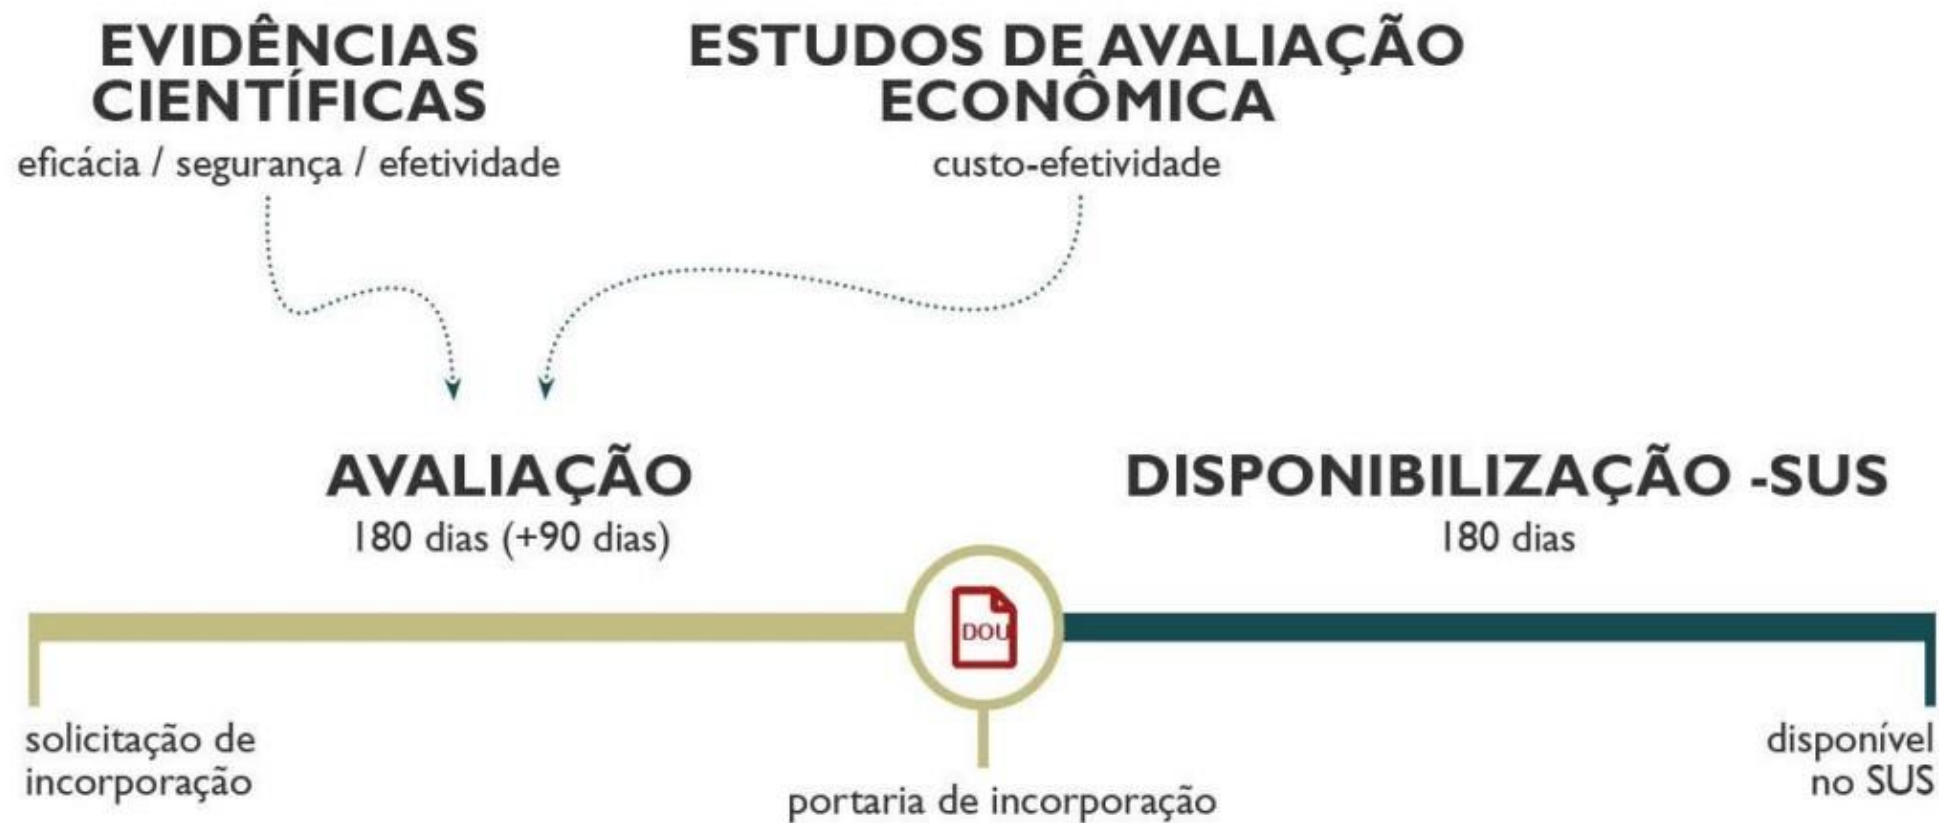 EVIDÊNCIAS
CIENTÍFICAS
eficácia / segurança / efetividade
ESTUDOS DE AVALIAÇÃO
ECONÔMICA
custo-efetividade
AVALIAÇÃO
180 dias (+90 dias)
DISPONIBILIZAÇÃO -SUS
180 dias
DOU
solicitação de
incorporação
portaria de incorporação
disponível
no SUS